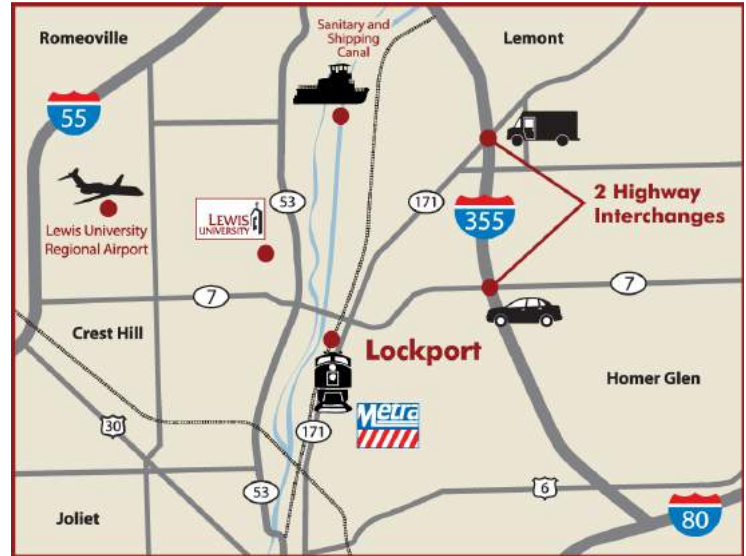 Romeoville
Sanitary and
Shipping
Canal
Lemont
55
Lewis University
Regional Airport
LEWIS
UNIVERSITY
53
171
355
2 Highway
Interchanges
7
7
Crest Hill
Lockport
Homer Glen
Metra
30
171
53
6
Joliet
80